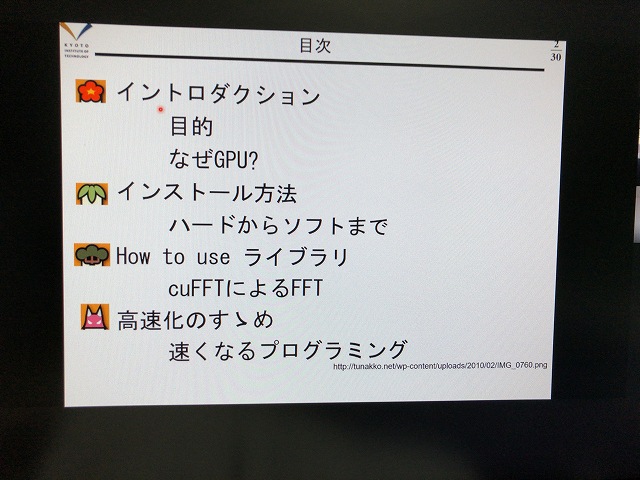 KYOTO
INSTITUTE OF
TECHNOLOGY
目次
2
30
イントロダクション
目的
なぜGPU?
インストール方法
ハードからソフトまで
How to use ライブラリ
cuFFTによるFFT
高速化のすゝめ
速くなるプログラミング
http://tunakko.net/wp-content/uploads/2010/02/IMG_0760.png